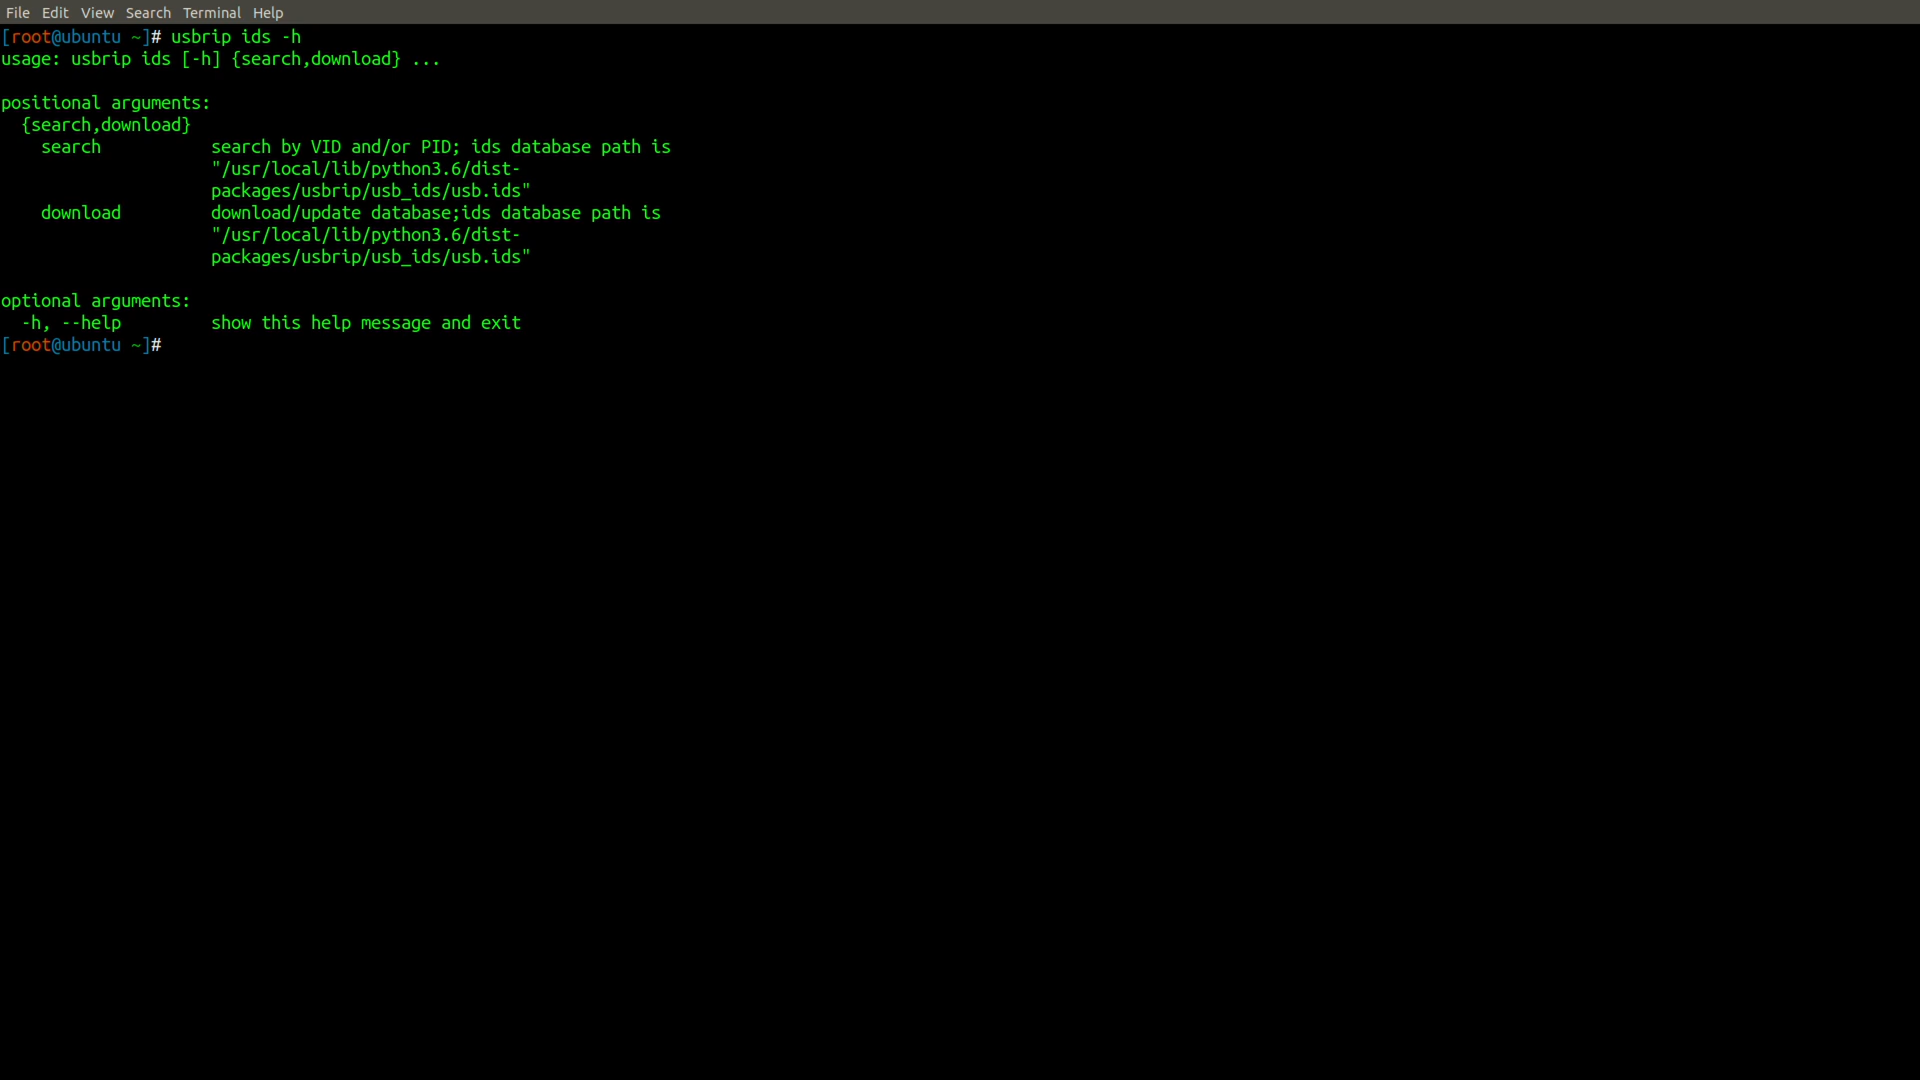 File Edit View Search Terminal Help
[root@ubuntu ~]# usbrip ids -h
usage: usbrip ids [-h] {search,download} ...

positional arguments:
  {search,download}
    search           search by VID and/or PID; ids database path is
                     "/usr/local/lib/python3.6/dist-
                     packages/usbrip/usb_ids/usb.ids"
    download         download/update database;ids database path is
                     "/usr/local/lib/python3.6/dist-
                     packages/usbrip/usb_ids/usb.ids"

optional arguments:
  -h, --help         show this help message and exit
[root@ubuntu ~]#